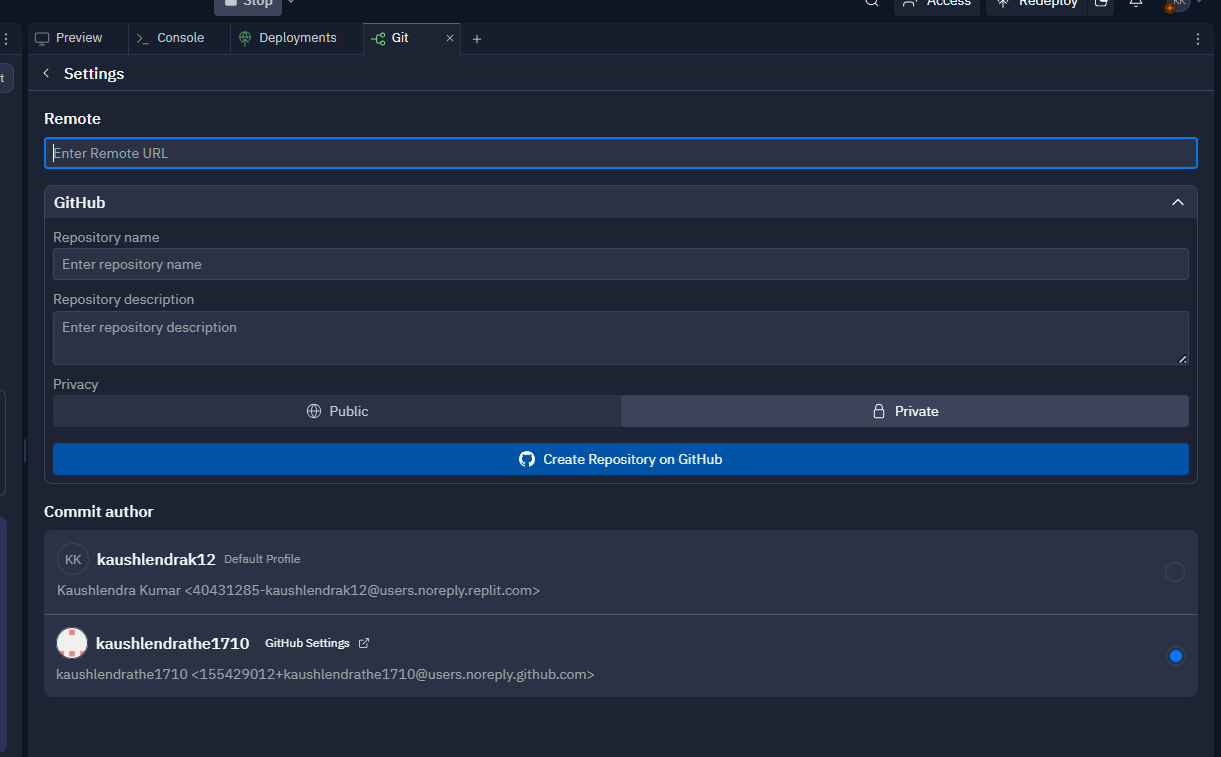 Stop
Access
Redeploy
KK
Preview
Console
Deployments
Git
t
Settings
Remote
Enter Remote URL
GitHub
Repository name
Enter repository name
Repository description
Enter repository description
Privacy
Public
Private
Create Repository on GitHub
Commit author
KK
kaushlendrak12 Default Profile
Kaushlendra Kumar <40431285-kaushlendrak12@users.noreply.replit.com>
kaushlendrathe1710 GitHub Settings
kaushlendrathe1710 <155429012+kaushlendrathe1710@users.noreply.github.com>